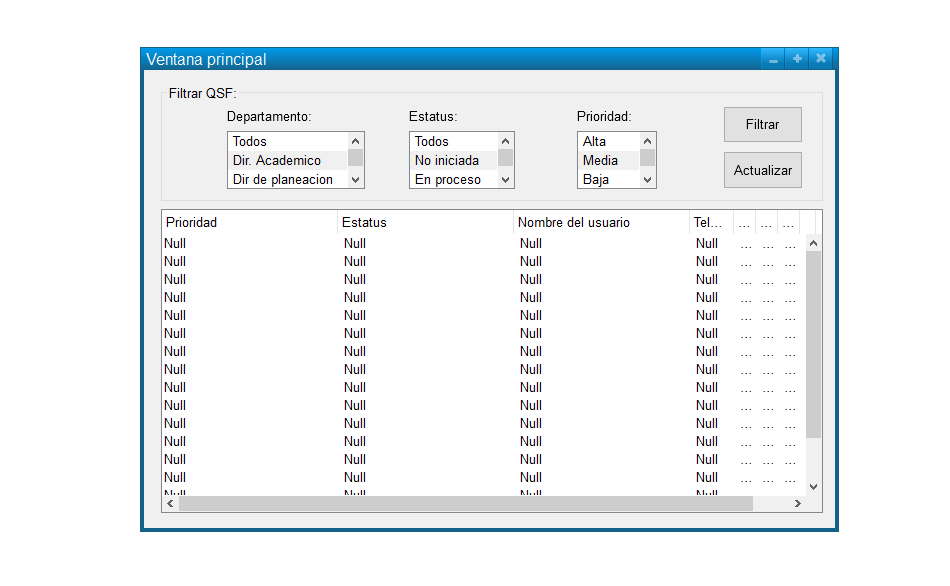 Ventana principal
Filtrar QSF:
Departamento: Estatus: Prioridad:
Todos Todos Alta
Dir. Academico No iniciada Media
Dir de planeacion En proceso Baja
Filtrar
Actualizar
Prioridad Estatus Nombre del usuario Tel... ... ... ...
Null Null Null Null ... ... ...
Null Null Null Null ... ... ...
Null Null Null Null ... ... ...
Null Null Null Null ... ... ...
Null Null Null Null ... ... ...
Null Null Null Null ... ... ...
Null Null Null Null ... ... ...
Null Null Null Null ... ... ...
Null Null Null Null ... ... ...
Null Null Null Null ... ... ...
Null Null Null Null ... ... ...
Null Null Null Null ... ... ...
Null Null Null Null ... ... ...
Null Null Null Null ... ... ...
Null Null Null Null